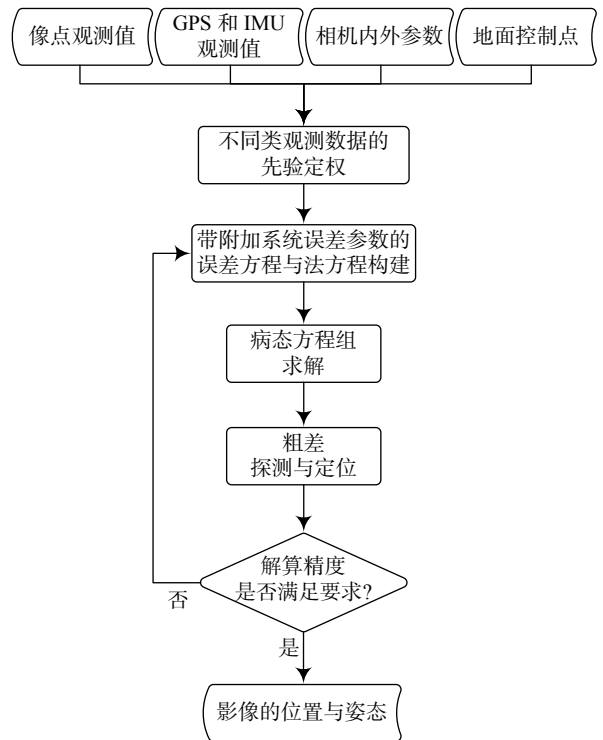 像点观测值
GPS 和 IMU
观测值
相机内外参数
地面控制点
不同类观测数据的
先验定权
带附加系统误差参数的
误差方程与法方程构建
病态方程组
求解
粗差
探测与定位
解算精度
是否满足要求?
否
是
影像的位置与姿态